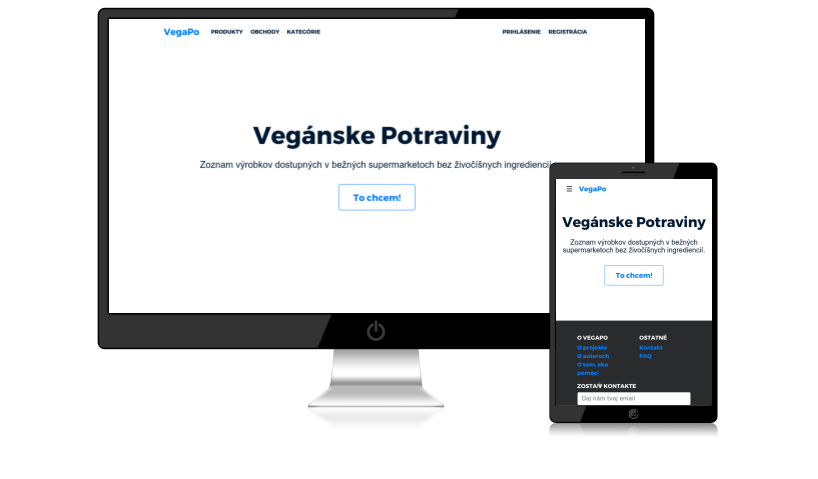 VegaPo PRODUKTY OBCHODY KATEGÓRIE PRIHLÁSENIE REGISTRÁCIA
Vegánske Potraviny
Zoznam výrobkov dostupných v bežných supermarketoch bez živočíšnych ingrediencií
To chcem!
☰ VegaPo
Vegánske Potraviny
Zoznam výrobkov dostupných v bežných
supermarketoch bez živočíšnych ingrediencií.
To chcem!
O VEGAPO OSTATNÉ
O projekte Kontakt
O autoroch FAQ
O tom, ako
pomôc!
ZOSTAŇ V KONTAKTE
Daj nám tvoj email